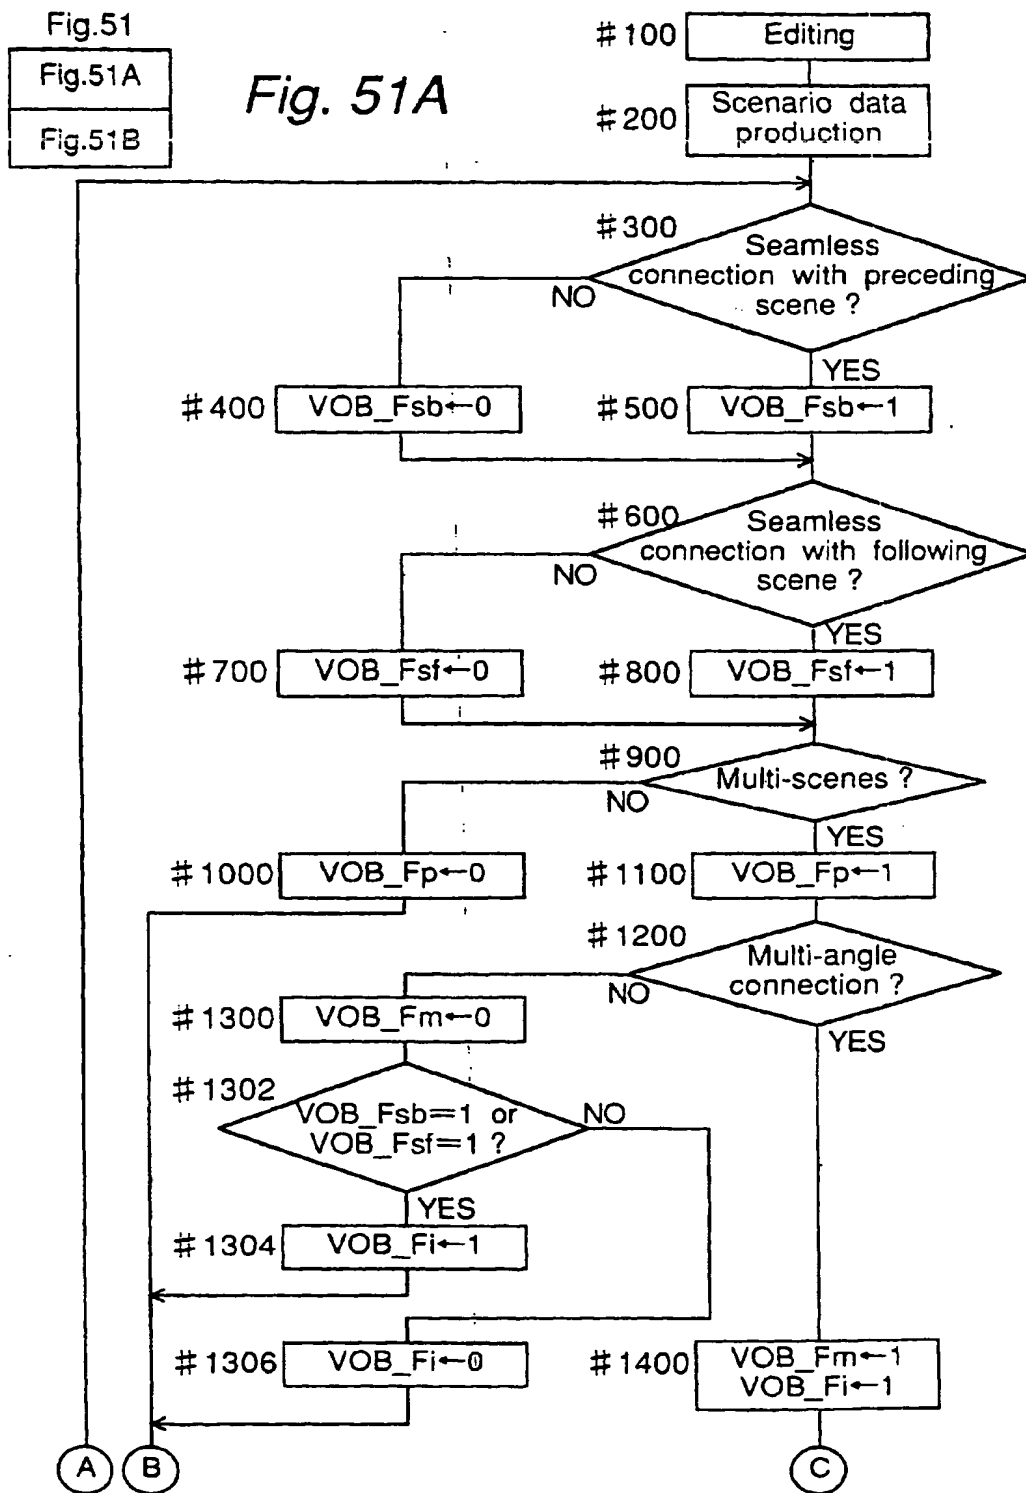 Fig.51
Fig.51A
Fig.51B
Fig. 51A
#100
Editing
#200
Scenario data
production
#300
Seamless
connection with preceding
scene ?
NO
YES
#400
VOB_Fsb←0
#500
VOB_Fsb←1
#600
Seamless
connection with following
scene ?
NO
YES
#700
VOB_Fsf←0
#800
VOB_Fsf←1
#900
Multi-scenes ?
NO
YES
#1000
VOB_Fp←0
#1100
VOB_Fp←1
#1200
Multi-angle
connection ?
NO
YES
#1300
VOB_Fm←0
#1302
VOB_Fsb=1 or
VOB_Fsf=1 ?
NO
YES
#1304
VOB_Fi←1
#1306
VOB_Fi←0
#1400
VOB_Fm←1
VOB_Fi←1
A
B
C